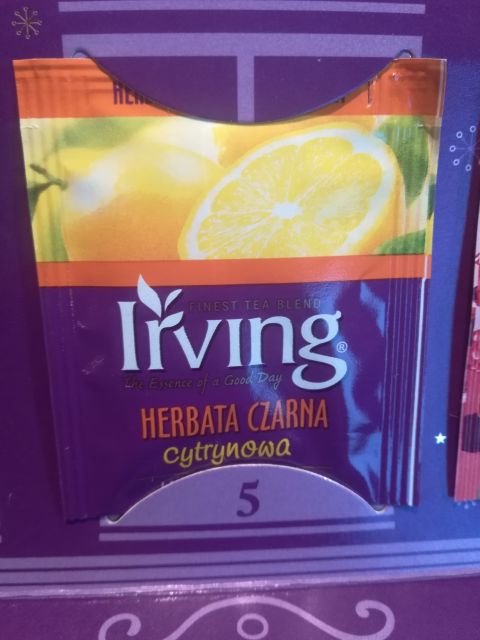 FINEST TEA BLEND
Irving®
The Essence of a Good Day
HERBATA CZARNA
cytrynowa
5